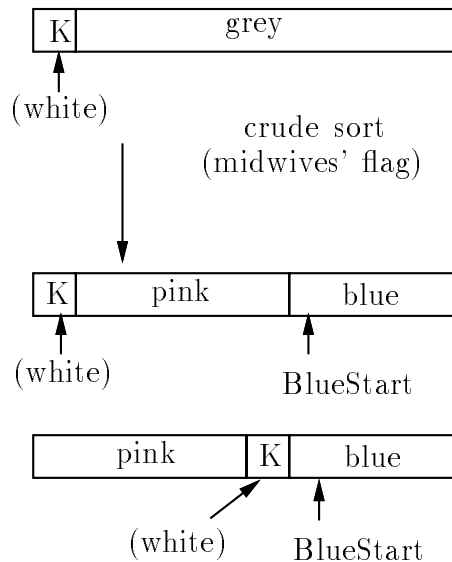 K grey
(white)
crude sort
(midwives' flag)
K pink blue
(white)
BlueStart
pink K blue
(white)
BlueStart